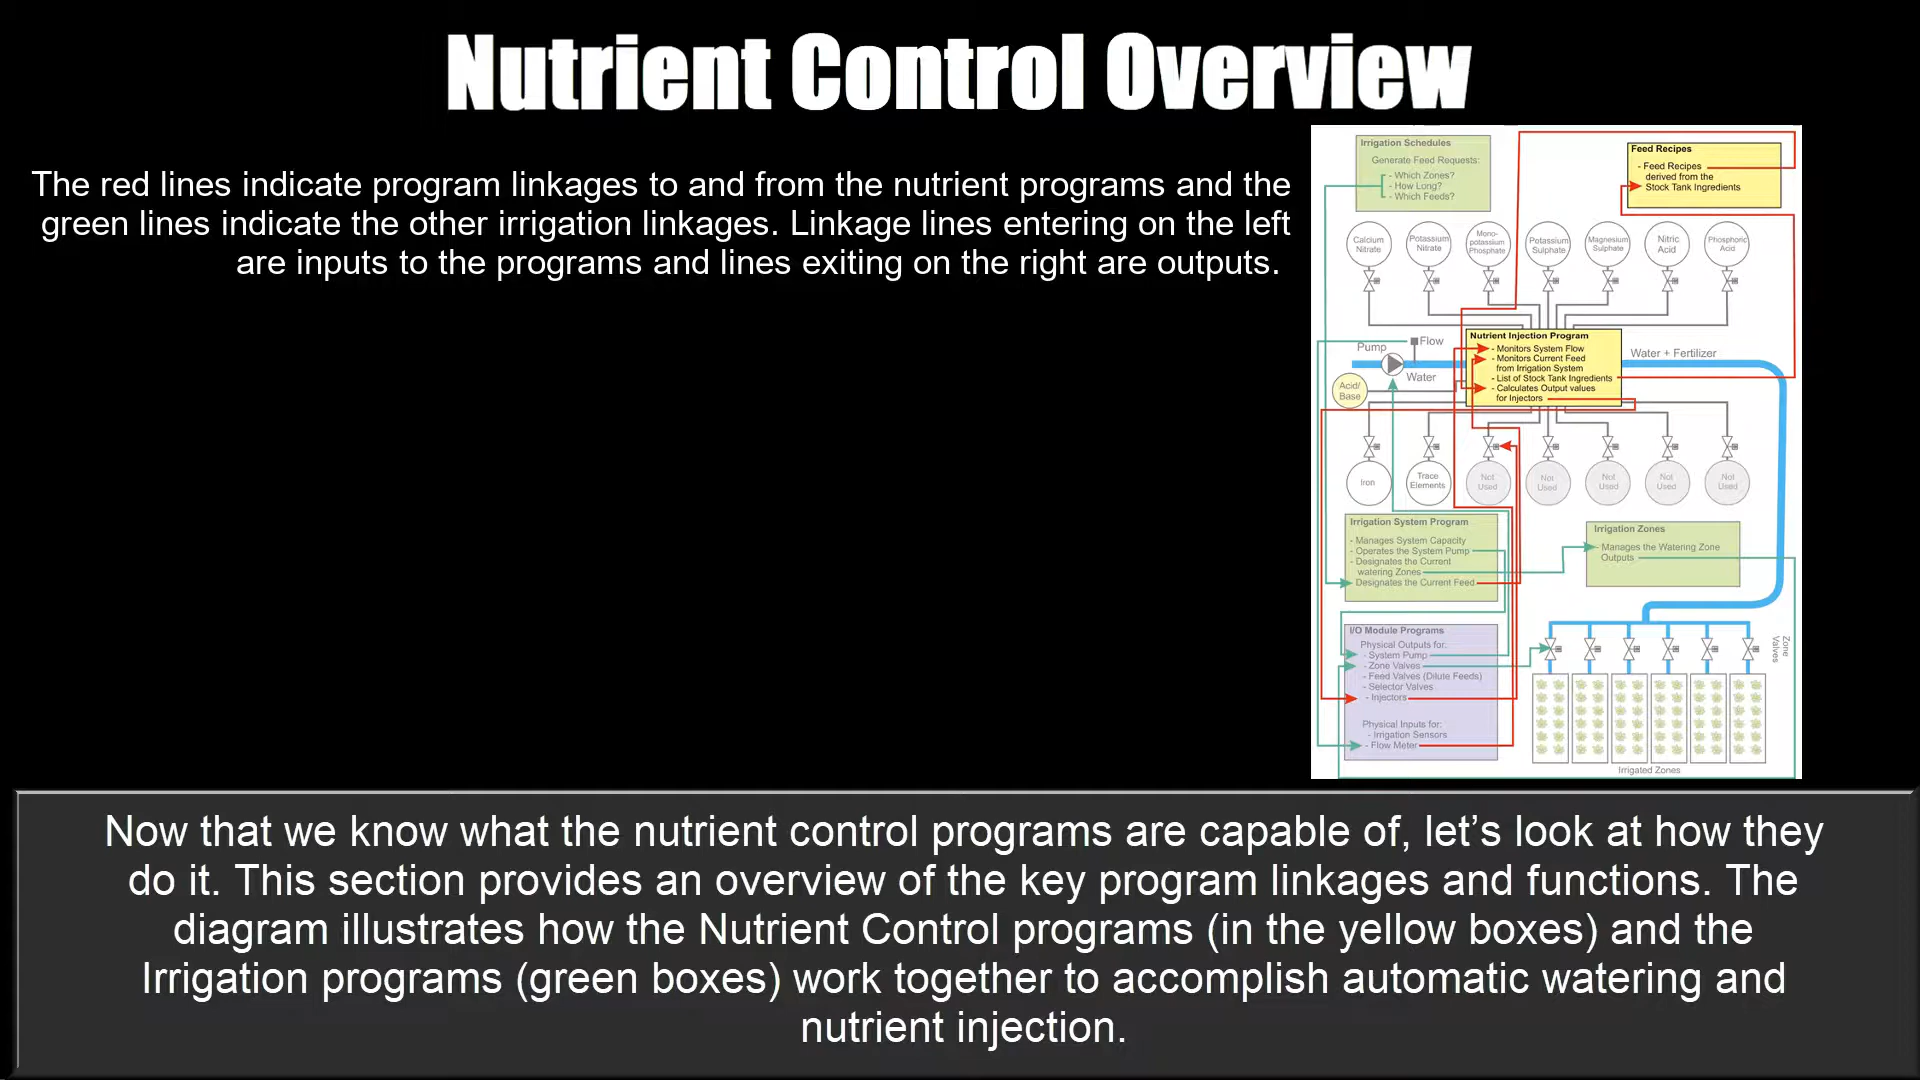 Nutrient Control Overview
The red lines indicate program linkages to and from the nutrient programs and the
green lines indicate the other irrigation linkages. Linkage lines entering on the left
are inputs to the programs and lines exiting on the right are outputs.
Irrigation Schedules
Generate Feed Requests:
- Which Zones?
- How Long?
- Which Feeds?
Feed Recipes
- Feed Recipes
derived from the
Stock Tank Ingredients
Calcium
Nitrate
Potassium
Nitrate
Mono-
potassium
Phosphate
Potassium
Sulphate
Magnesium
Sulphate
Nitric
Acid
Phosphoric
Acid
Pump
Flow
Water
Acid/
Base
Nutrient Injection Program
- Monitors System Flow
- Monitors Current Feed
from Irrigation System
- List of Stock Tank Ingredients
- Calculates Output values
for Injectors
Water + Fertilizer
Iron
Trace
Elements
Not
Used
Not
Used
Not
Used
Not
Used
Not
Used
Irrigation System Program
- Manages System Capacity
- Operates the System Pump
- Designates the Current
watering Zones
Designates the Current Feed
Irrigation Zones
- Manages the Watering Zone
Outputs
I/O Module Programs
Physical Outputs for:
- System Pump
- Zone Valves
- Feed Valves (Dilute Feeds)
- Selector Valves
- Injectors
Physical Inputs for:
- Irrigation Sensors
- Flow Meter
Zone
Valves
Irrigated Zones
Now that we know what the nutrient control programs are capable of, let’s look at how they
do it. This section provides an overview of the key program linkages and functions. The
diagram illustrates how the Nutrient Control programs (in the yellow boxes) and the
Irrigation programs (green boxes) work together to accomplish automatic watering and
nutrient injection.